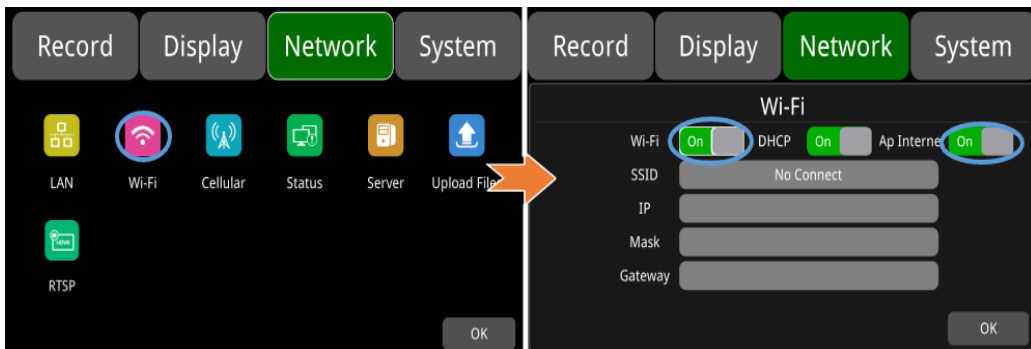 Record Display Network System
LAN Wi-Fi Cellular Status Server Upload File
HDVR
RTSP
OK
Record Display Network System
Wi-Fi
Wi-Fi On DHCP On Ap Interne On
SSID No Connect
IP
Mask
Gateway
OK